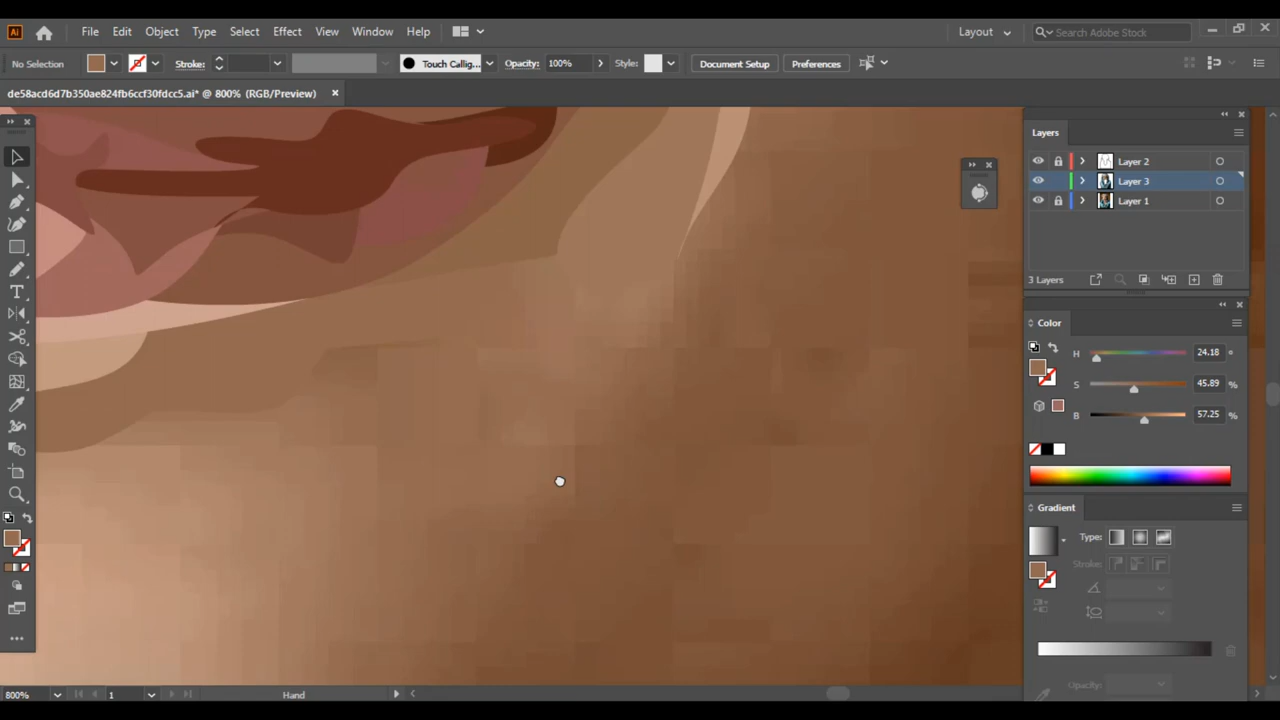 Ai File Edit Object Type Select Effect View Window Help Layout Search Adobe Stock
No Selection Stroke: Touch Callig... Opacity: 100% Style: Document Setup Preferences
de58acd6d7b350ae824fb6ccf30fdcc5.ai* @ 800% (RGB/Preview)
Layers
Layer 2
Layer 3
Layer 1
3 Layers
Color
H 24.18 °
S 45.89 %
B 57.25 %
Gradient
Type:
Stroke:
Opacity:
800% 1 Hand